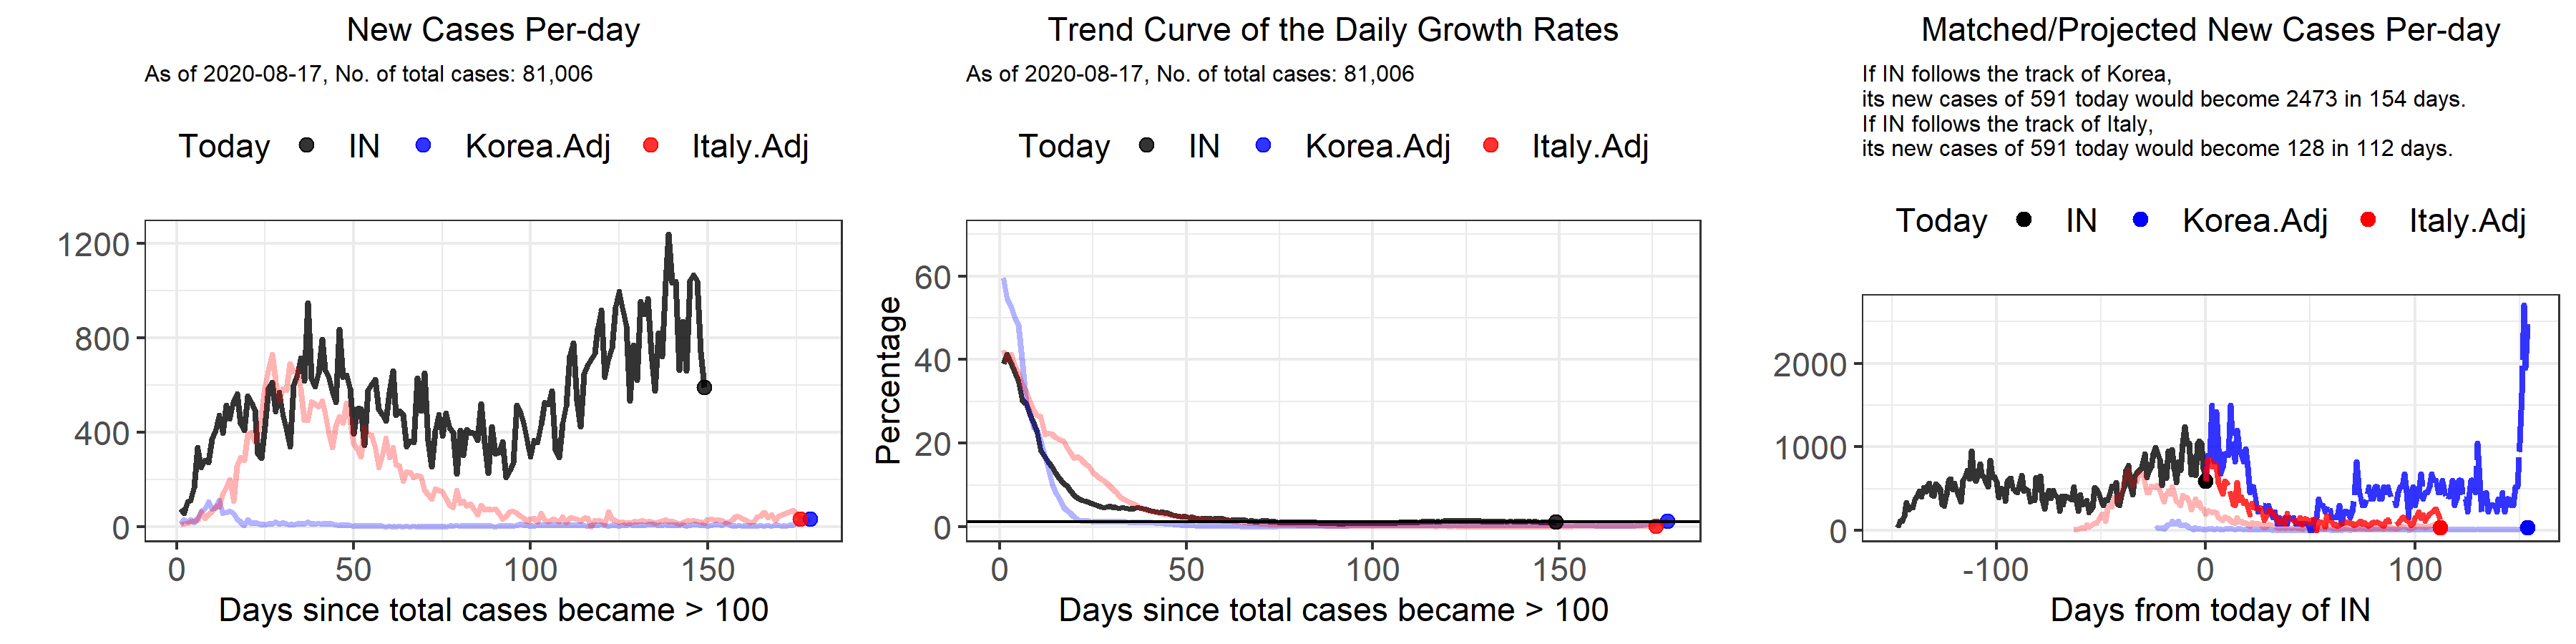 New Cases Per-day
As of 2020-08-17, No. of total cases: 81,006
Today IN Korea.Adj Italy.Adj
1200
800
400
0
0 50 100 150
Days since total cases became > 100
Trend Curve of the Daily Growth Rates
As of 2020-08-17, No. of total cases: 81,006
Today IN Korea.Adj Italy.Adj
Percentage
60
40
20
0
0 50 100 150
Days since total cases became > 100
Matched/Projected New Cases Per-day
If IN follows the track of Korea,
its new cases of 591 today would become 2473 in 154 days.
If IN follows the track of Italy,
its new cases of 591 today would become 128 in 112 days.
Today IN Korea.Adj Italy.Adj
2000
1000
0
-100 0 100
Days from today of IN